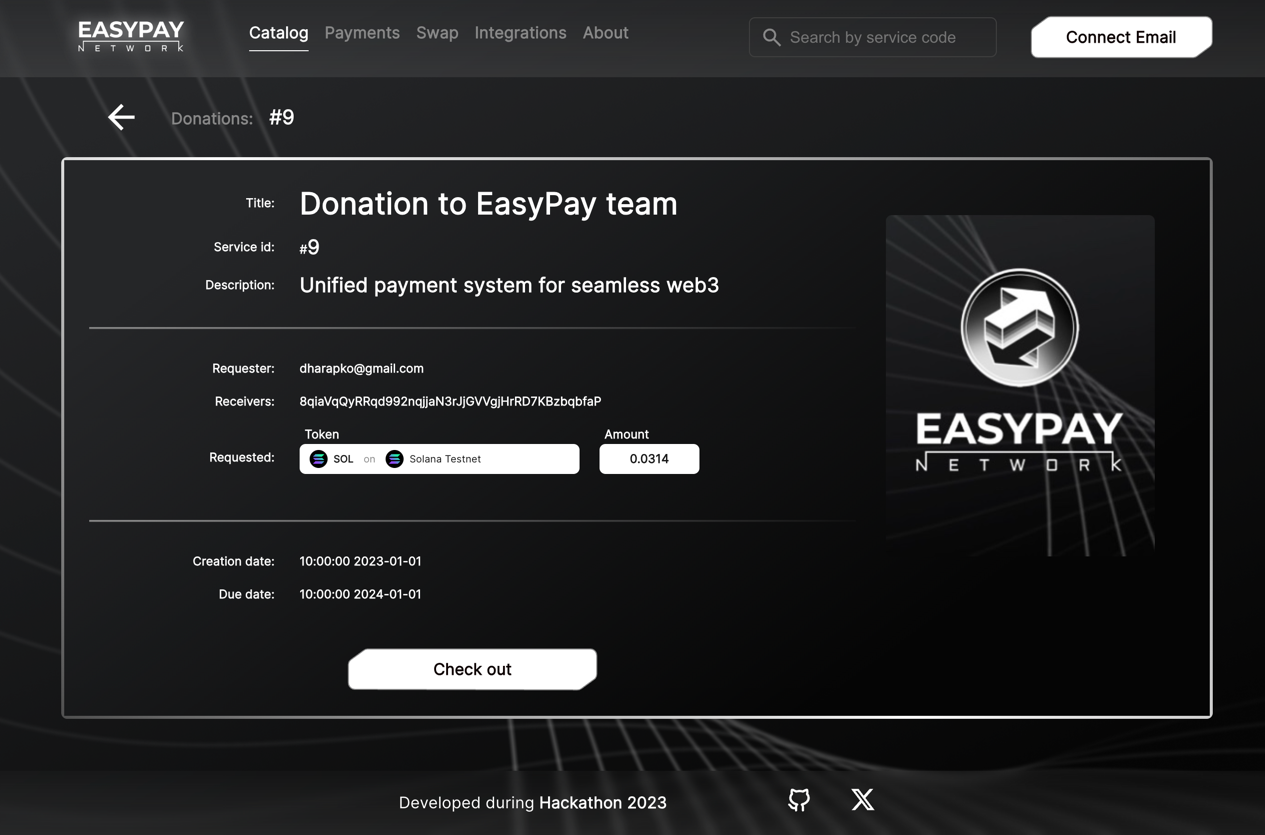 EASYPAY
NETWORK
Catalog Payments Swap Integrations About
Search by service code
Connect Email
Donations: #9
Title: Donation to EasyPay team
Service id: #9
Description: Unified payment system for seamless web3
Requester: dharapko@gmail.com
Receivers: 8qiaVqQyRRqd992nqjjaN3rJjGVVgjHrRD7KBzbqbfaP
Token Amount
Requested: SOL on Solana Testnet 0.0314
Creation date: 10:00:00 2023-01-01
Due date: 10:00:00 2024-01-01
Check out
EASYPAY
NETWORK
Developed during Hackathon 2023